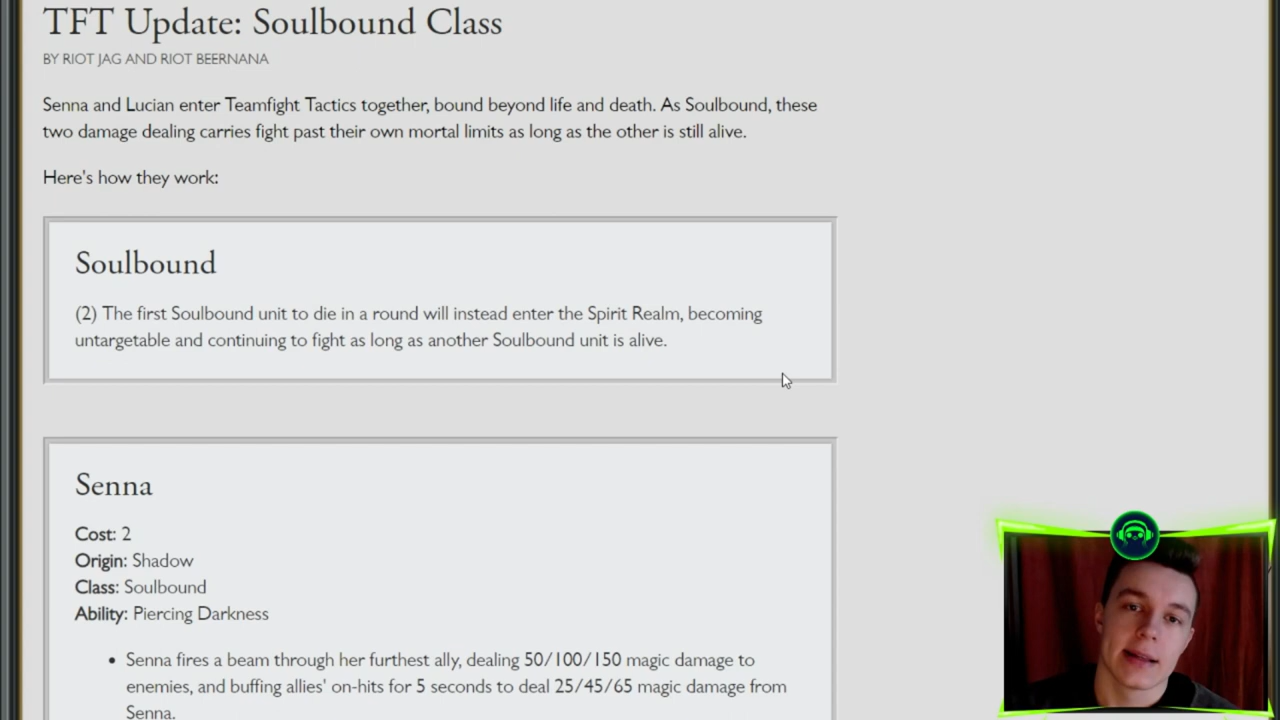 TFT Update: Soulbound Class
BY RIOT JAG AND RIOT BEERNANA
Senna and Lucian enter Teamfight Tactics together, bound beyond life and death. As Soulbound, these
two damage dealing carries fight past their own mortal limits as long as the other is still alive.
Here's how they work:
Soulbound
(2) The first Soulbound unit to die in a round will instead enter the Spirit Realm, becoming
untargetable and continuing to fight as long as another Soulbound unit is alive.
Senna
Cost: 2
Origin: Shadow
Class: Soulbound
Ability: Piercing Darkness
• Senna fires a beam through her furthest ally, dealing 50/100/150 magic damage to
enemies, and buffing allies' on-hits for 5 seconds to deal 25/45/65 magic damage from
Senna.